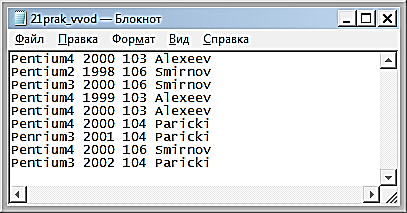 21prak_vvod — Блокнот
Файл Правка Формат Вид Справка
Pentium4 2000 103 Alexeev
Pentium2 1998 106 Smirnov
Pentium3 2000 106 Smirnov
Pentium4 1999 103 Alexeev
Pentium4 2000 103 Alexeev
Pentium4 2000 104 Paricki
Pentium3 2001 104 Paricki
Pentium4 2000 106 Smirnov
Pentium3 2002 104 Paricki